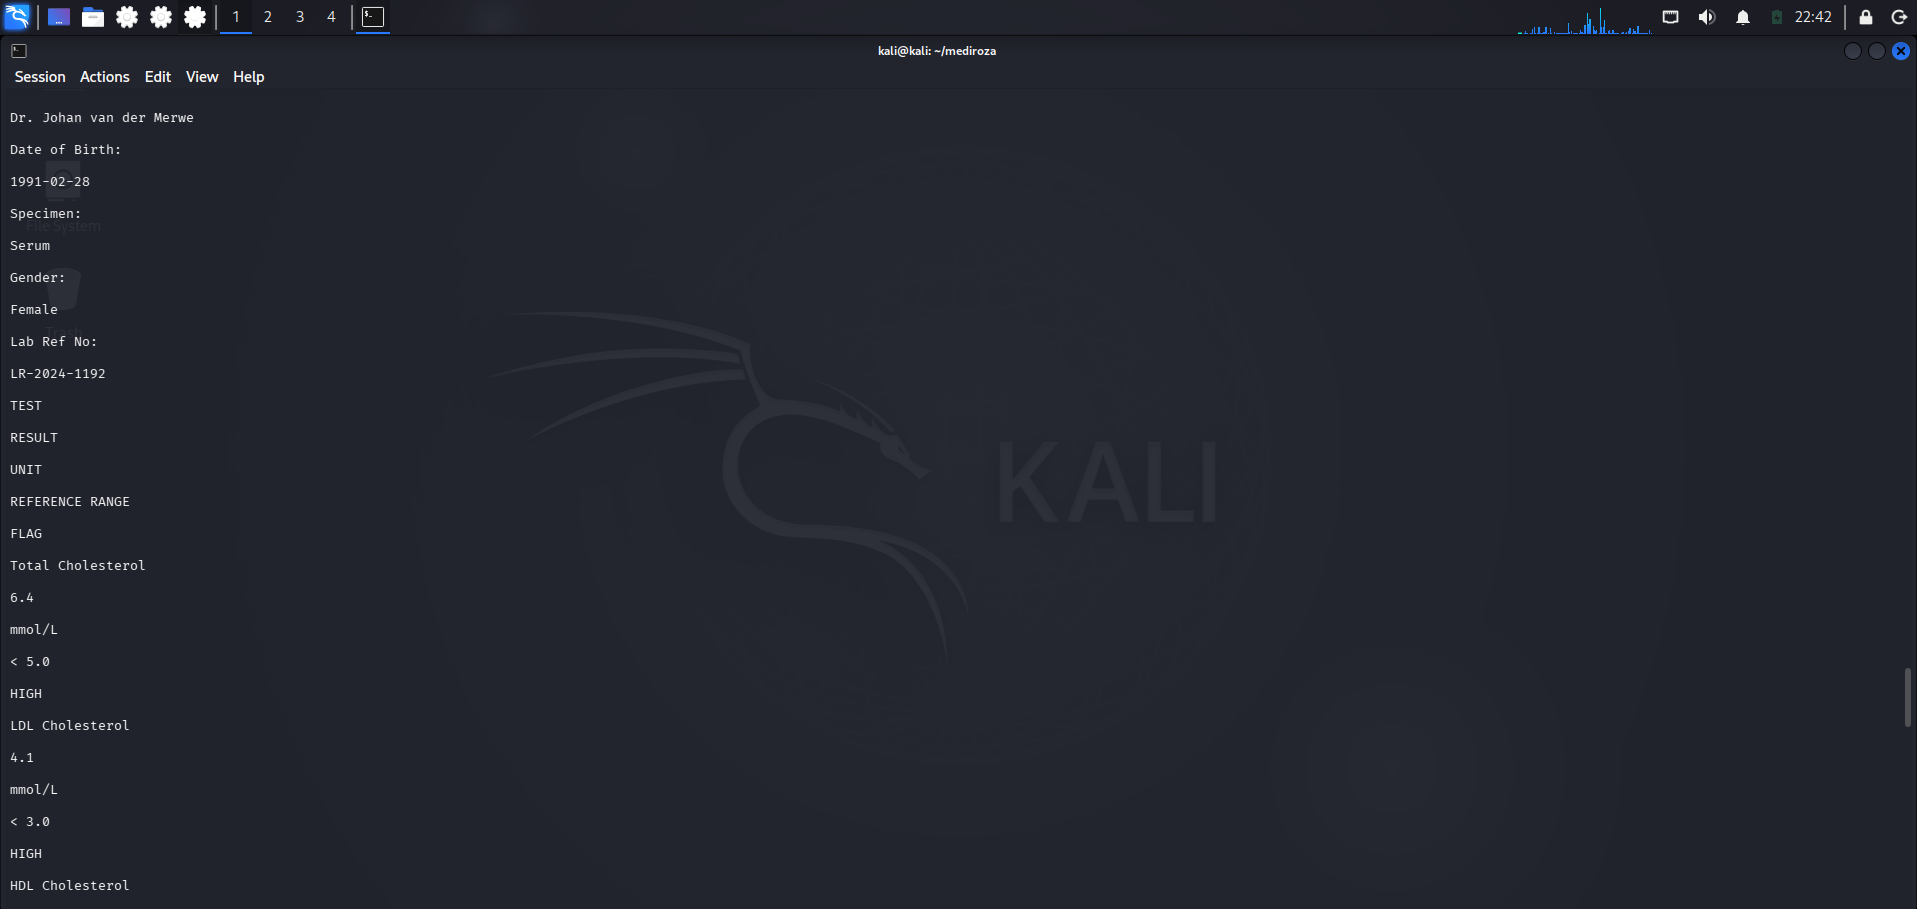 1 2 3 4
22:42
kali@kali: ~/mediroza
Session Actions Edit View Help
Dr. Johan van der Merwe
Date of Birth:
1991-02-28
Specimen:
File System
Serum
Gender:
Female
Trash
Lab Ref No:
LR-2024-1192
TEST
RESULT
UNIT
REFERENCE RANGE
FLAG
Total Cholesterol
6.4
mmol/L
< 5.0
HIGH
LDL Cholesterol
4.1
mmol/L
< 3.0
HIGH
HDL Cholesterol
KALI